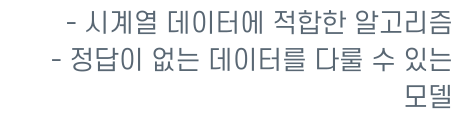 - 시계열 데이터에 적합한 알고리즘
- 정답이 없는 데이터를 다룰 수 있는
모델